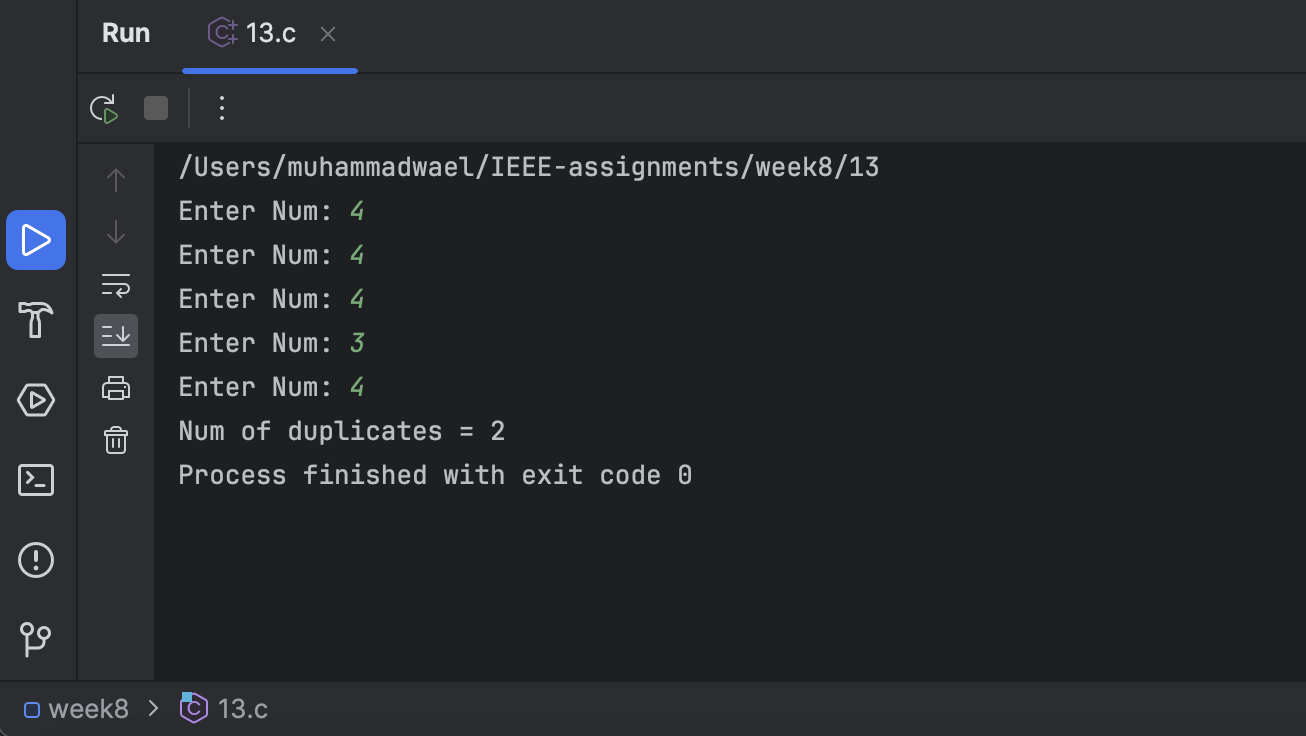 Run 13.c
/Users/muhammadwael/IEEE-assignments/week8/13
Enter Num: 4
Enter Num: 4
Enter Num: 4
Enter Num: 3
Enter Num: 4
Num of duplicates = 2
Process finished with exit code 0
week8 > 13.c